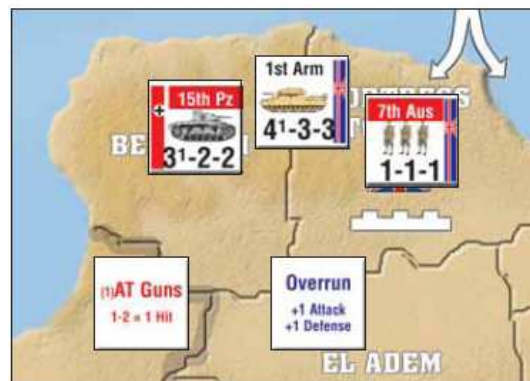 15th Pz
3¹-2-2
1st Arm
4¹-3-3
7th Aus
1-1-1
(1)AT Guns
1-2 = 1 Hit
Overrun
+1 Attack
+1 Defense
EL ADEM